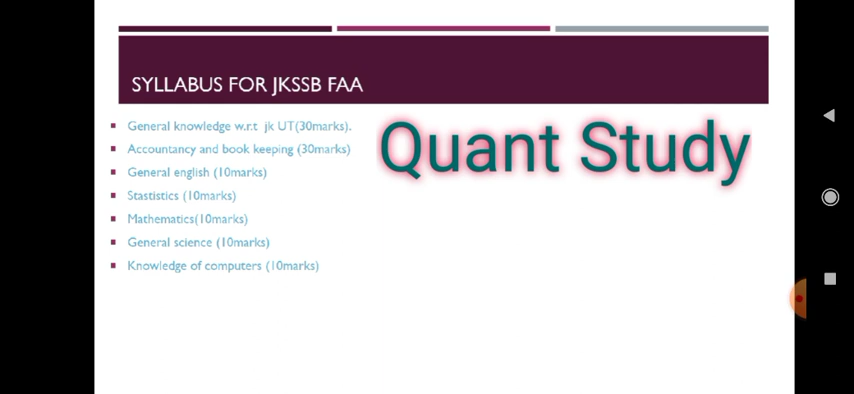 SYLLABUS FOR JKSSB FAA
General knowledge w.r.t jk UT(30marks).
Accountancy and book keeping (30marks)
General english (10marks)
Stastistics (10marks)
Mathematics(10marks)
General science (10marks)
Knowledge of computers (10marks)
Quant Study